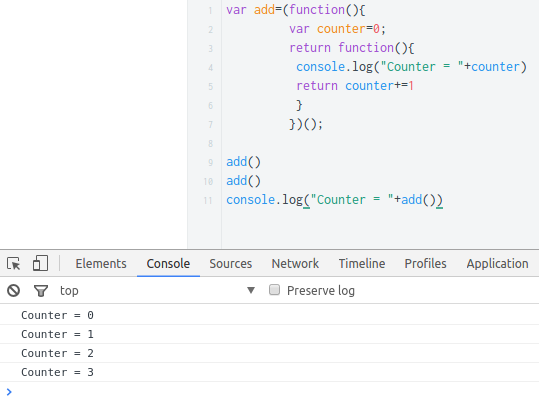 1 var add=(function(){
2 var counter=0;
3 return function(){
4 console.log("Counter = "+counter)
5 return counter+=1
6 }
7 })();
8
9 add()
10 add()
11 console.log("Counter = "+add())
Elements Console Sources Network Timeline Profiles Application
top Preserve log
Counter = 0
Counter = 1
Counter = 2
Counter = 3
>